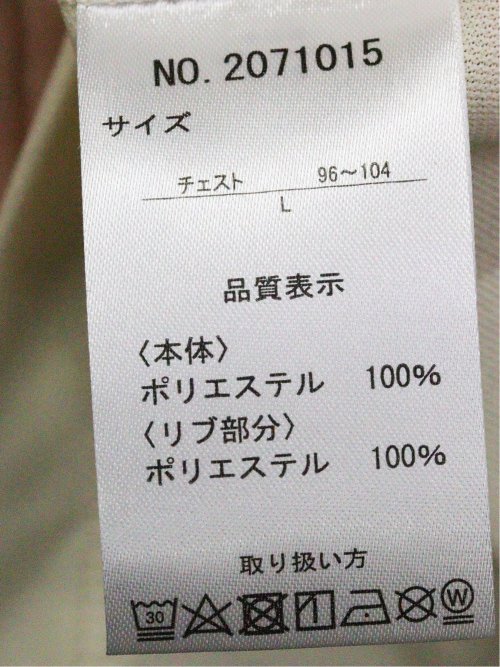 NO. 2071015
サイズ
チェスト 96～104
L
品質表示
〈本体〉
ポリエステル 100%
〈リブ部分〉
ポリエステル 100%
取り扱い方
30 W